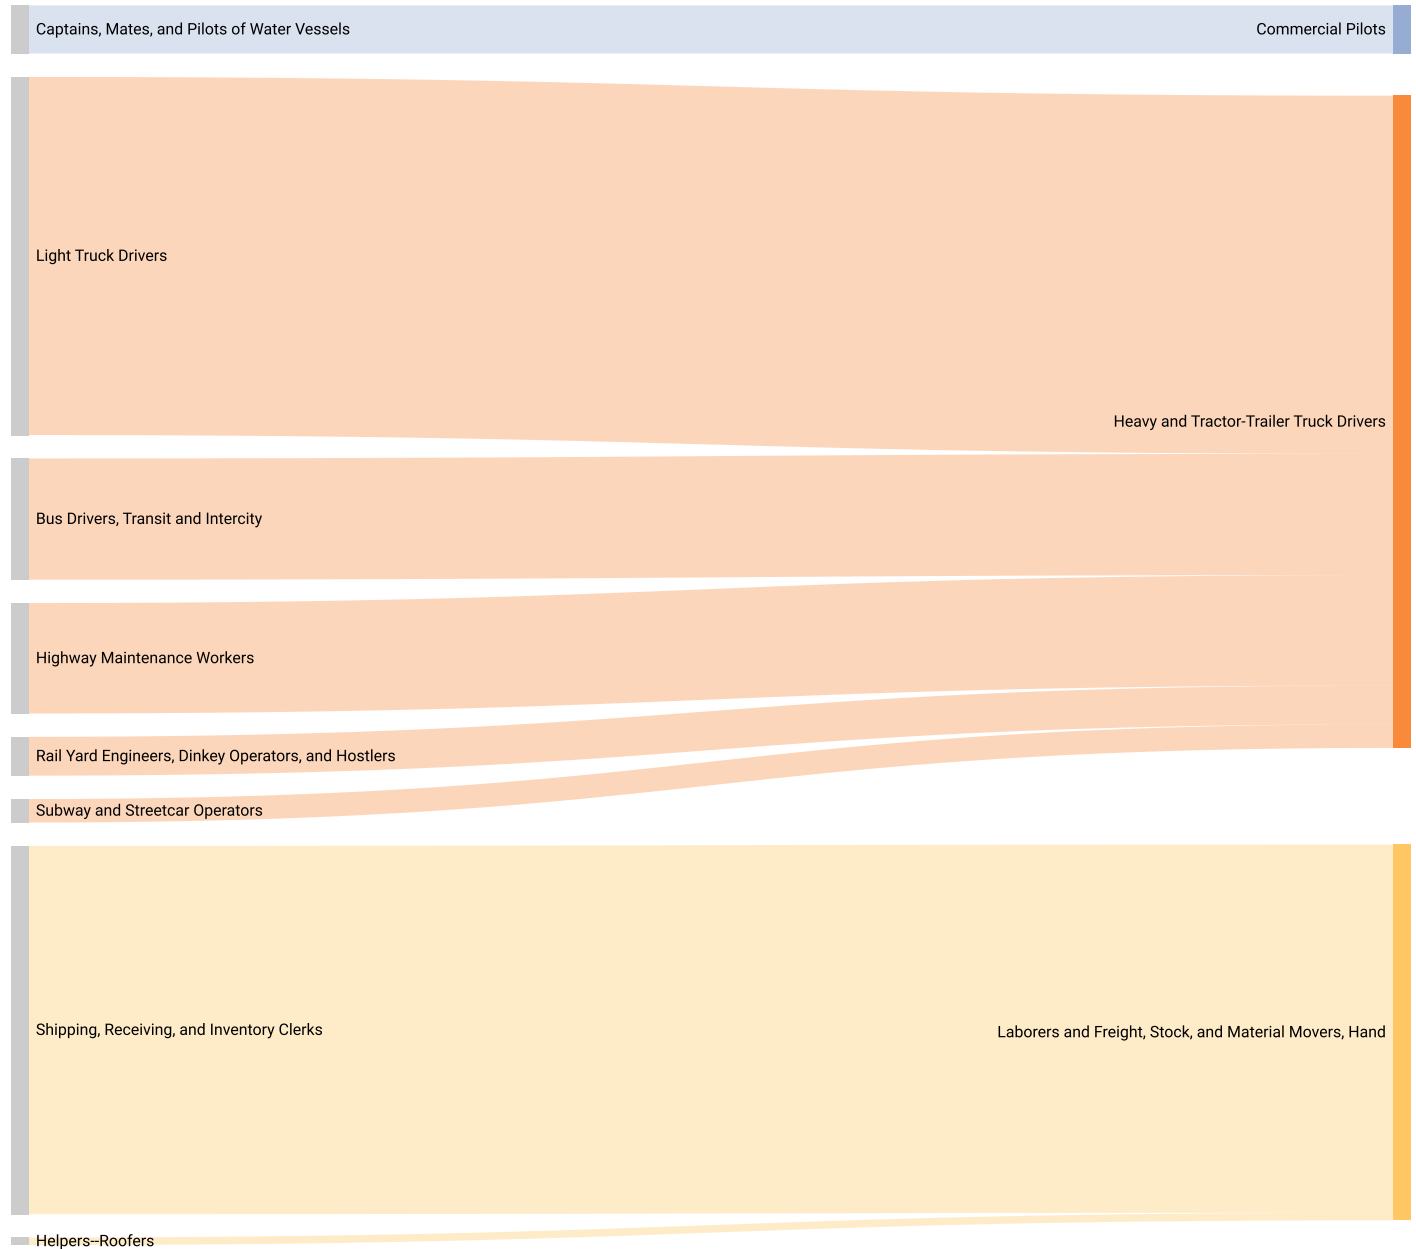 Captains, Mates, and Pilots of Water Vessels
Commercial Pilots
Light Truck Drivers
Heavy and Tractor-Trailer Truck Drivers
Bus Drivers, Transit and Intercity
Highway Maintenance Workers
Rail Yard Engineers, Dinkey Operators, and Hostlers
Subway and Streetcar Operators
Shipping, Receiving, and Inventory Clerks
Laborers and Freight, Stock, and Material Movers, Hand
Helpers--Roofers